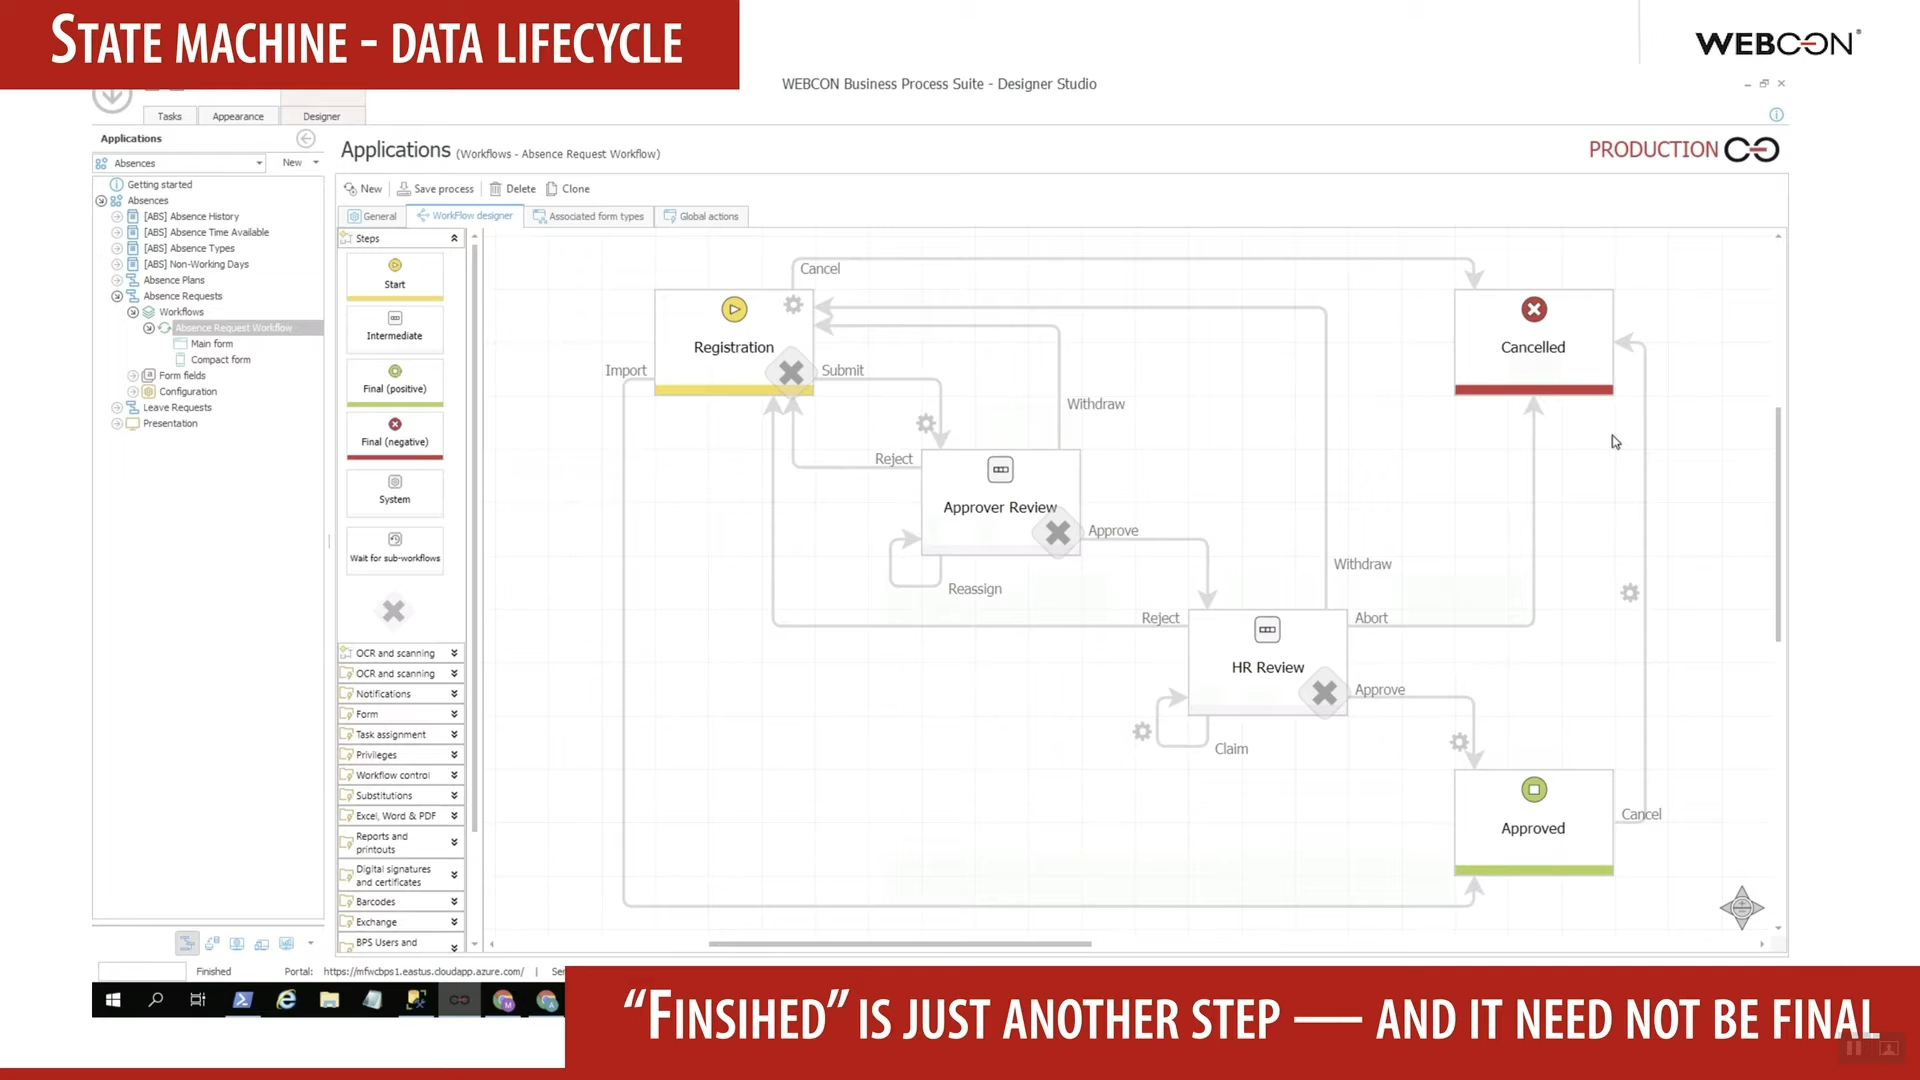 STATE MACHINE - DATA LIFECYCLE
WEBCON®
WEBCON Business Process Suite - Designer Studio
Tasks
Appearance
Designer
Applications
Absences
New
Getting started
Absences
[ABS] Absence History
[ABS] Absence Time Available
[ABS] Absence Types
[ABS] Non-Working Days
Absence Plans
Absence Requests
Workflows
Absence Request Workflow
Main form
Compact form
Form fields
Configuration
Leave Requests
Presentation
Applications (Workflows - Absence Request Workflow)
PRODUCTION
New
Save process
Delete
Clone
General
WorkFlow designer
Associated form types
Global actions
Steps
Start
Intermediate
Final (positive)
Final (negative)
System
Wait for sub-workflows
OCR and scanning
OCR and scanning
Notifications
Form
Task assignment
Privileges
Workflow control
Substitutions
Excel, Word & PDF
Reports and
printouts
Digital signatures
and certificates
Barcodes
Exchange
BPS Users and
Cancel
Registration
Import
Submit
Withdraw
Cancelled
Reject
Approver Review
Approve
Reassign
Withdraw
Reject
Abort
HR Review
Approve
Claim
Approved
Cancel
Finished
Portal: https://mfwcbps1.eastus.cloudapp.azure.com/ | Ser
“FINSIHED” IS JUST ANOTHER STEP — AND IT NEED NOT BE FINAL